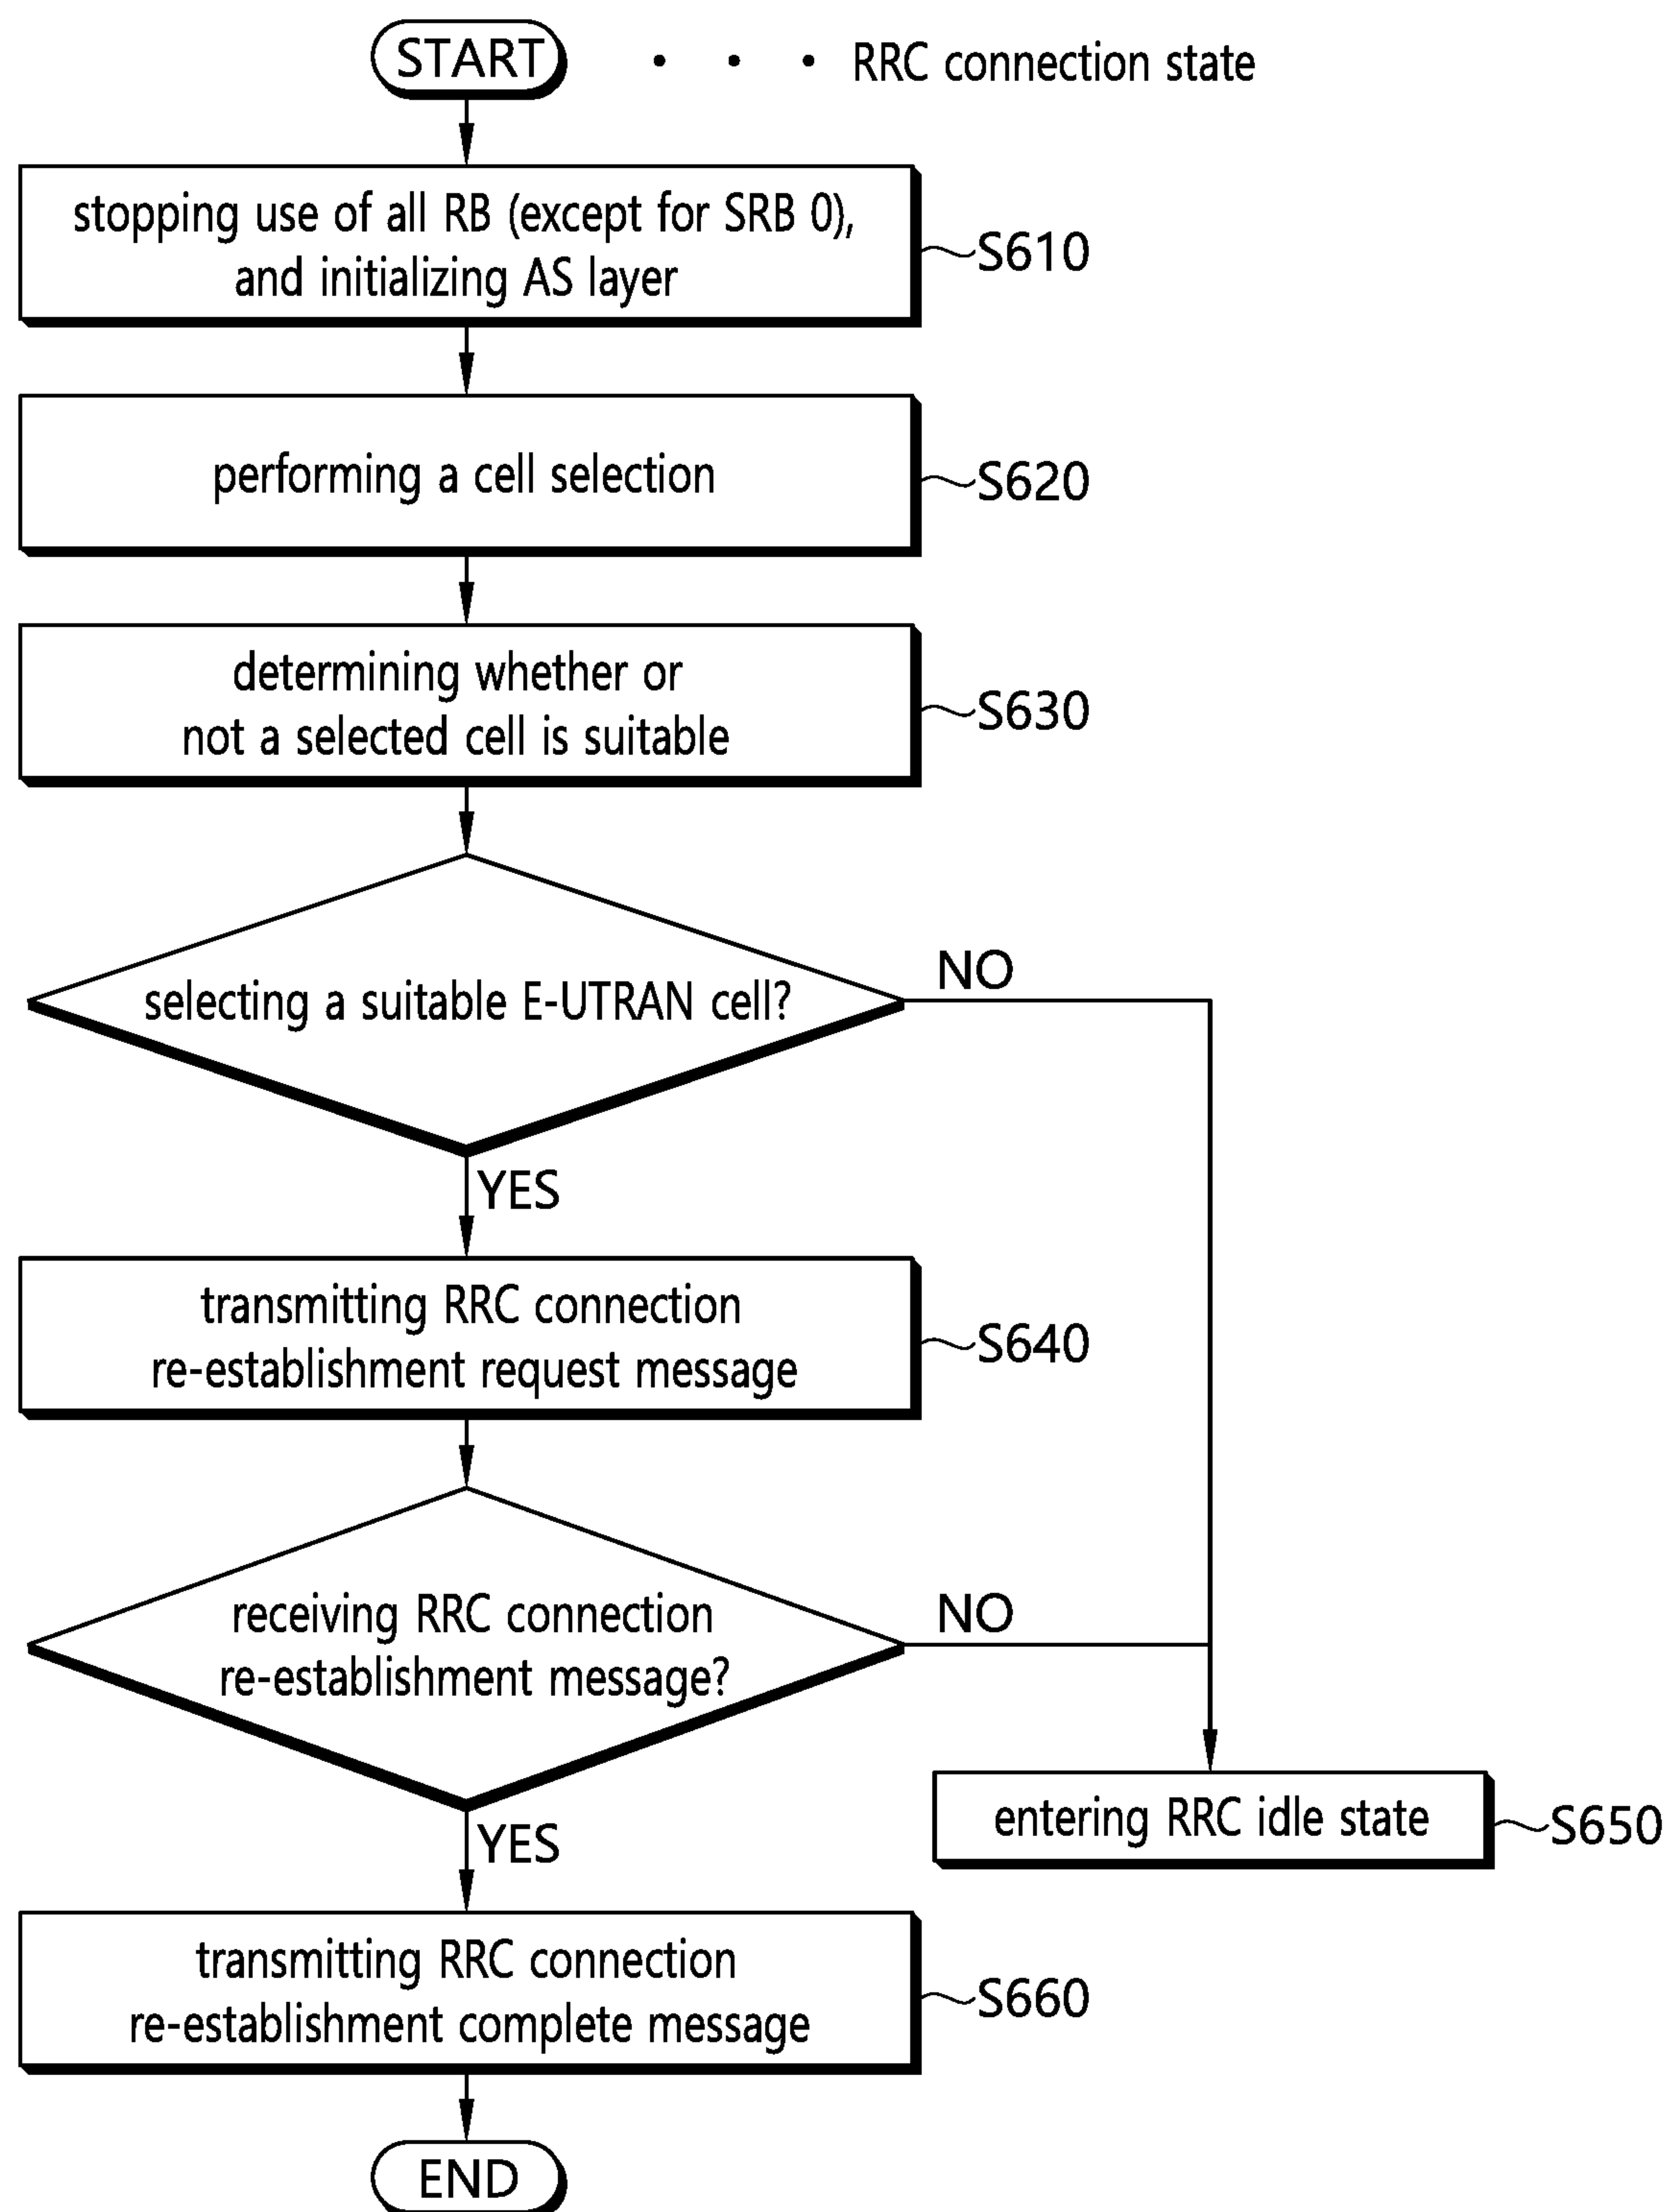 START
RRC connection state
stopping use of all RB (except for SRB 0),
and initializing AS layer
S610
performing a cell selection
S620
determining whether or
not a selected cell is suitable
S630
selecting a suitable E-UTRAN cell?
NO
YES
transmitting RRC connection
re-establishment request message
S640
receiving RRC connection
re-establishment message?
NO
YES
entering RRC idle state
S650
transmitting RRC connection
re-establishment complete message
S660
END